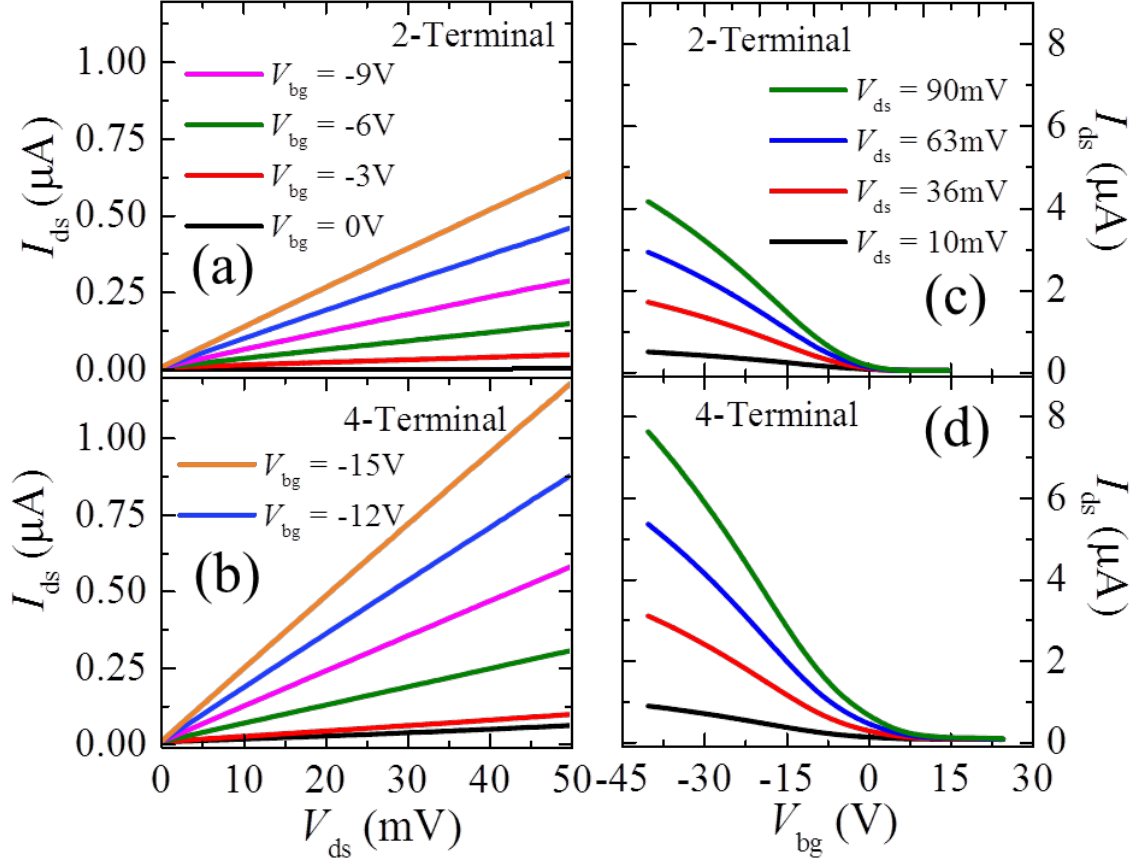 2-Terminal
V_bg = -9V
V_bg = -6V
V_bg = -3V
V_bg = 0V
(a)
1.00
0.75
0.50
0.25
0.00
I_ds (μA)
4-Terminal
V_bg = -15V
V_bg = -12V
(b)
1.00
0.75
0.50
0.25
0.00
I_ds (μA)
0 10 20 30 40 50
V_ds (mV)
2-Terminal
V_ds = 90mV
V_ds = 63mV
V_ds = 36mV
V_ds = 10mV
(c)
8
6
4
2
0
I_ds (μA)
4-Terminal
(d)
8
6
4
2
0
I_ds (μA)
-45 -30 -15 0 15 30
V_bg (V)